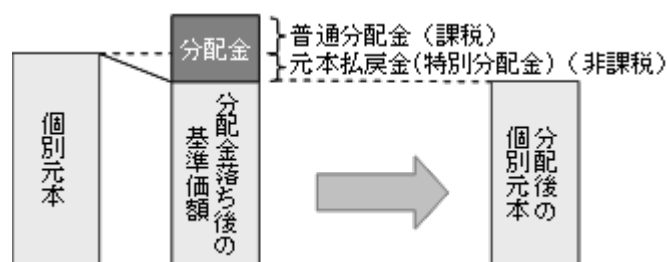 分配金
普通分配金（課税）
元本払戻金(特別分配金)（非課税）
個別元本
分配金落ち後の
基準価額
分配後の
個別元本